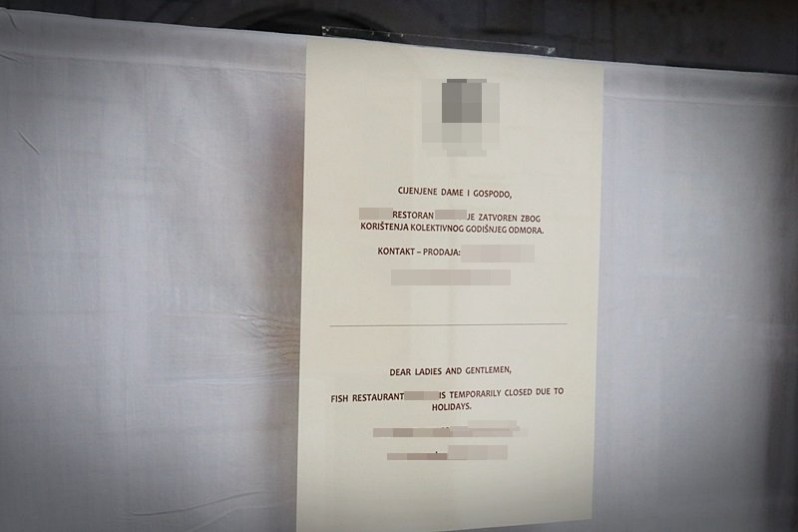 CIJENJENE DAME I GOSPODO,
RESTORAN JE ZATVOREN ZBOG
KORIŠTENJA KOLEKTIVNOG GODIŠNJEG ODMORA.
KONTAKT – PRODAJA:
DEAR LADIES AND GENTLEMEN,
FISH RESTAURANT IS TEMPORARILY CLOSED DUE TO
HOLIDAYS.